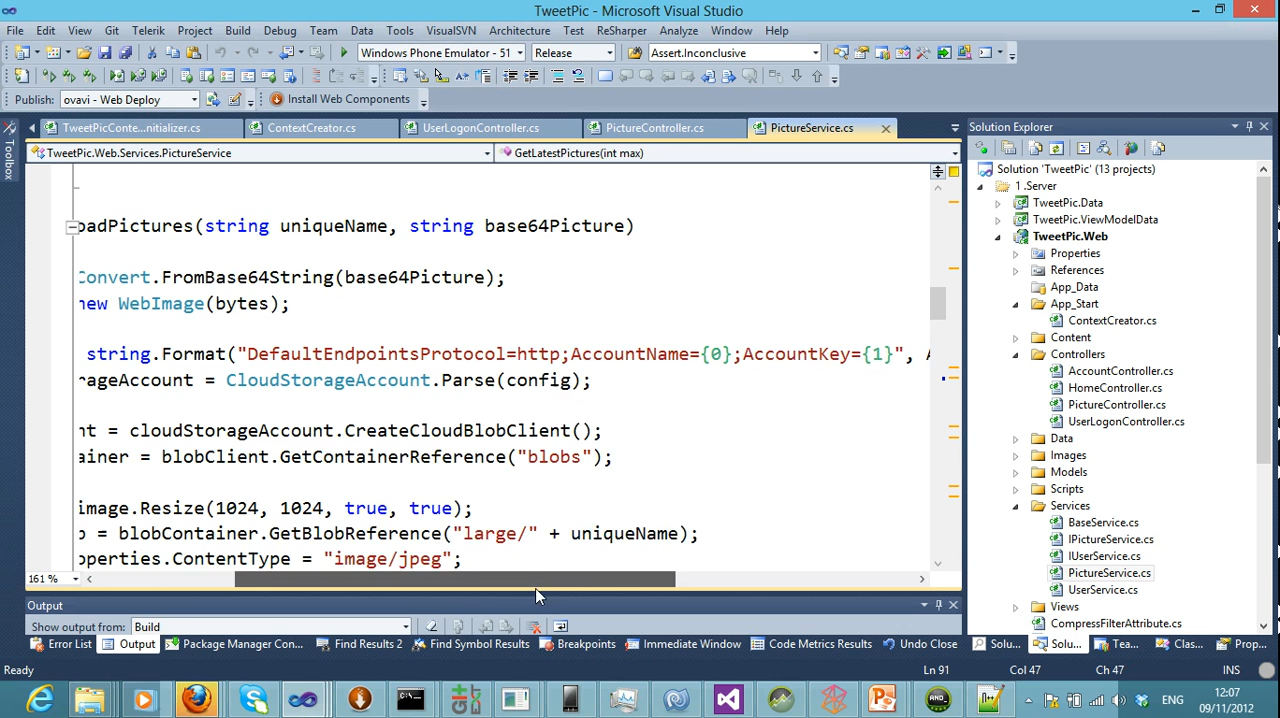 TweetPic - Microsoft Visual Studio
File Edit View Git Telerik Project Build Debug Team Data Tools VisualSVN Architecture Test ReSharper Analyze Window Help
Windows Phone Emulator - 51 Release Assert.Inconclusive
Publish: ovavi - Web Deploy Install Web Components
TweetPicConte...nitializer.cs ContextCreator.cs UserLogonController.cs PictureController.cs PictureService.cs
TweetPic.Web.Services.PictureService GetLatestPictures(int max)
oadPictures(string uniqueName, string base64Picture)
Convert.FromBase64String(base64Picture);
new WebImage(bytes);
string.Format("DefaultEndpointsProtocol=http;AccountName={0};AccountKey={1}",
rageAccount = CloudStorageAccount.Parse(config);
nt = cloudStorageAccount.CreateCloudBlobClient();
ainer = blobClient.GetContainerReference("blobs");
image.Resize(1024, 1024, true, true);
b = blobContainer.GetBlobReference("large/" + uniqueName);
operties.ContentType = "image/jpeg";
161 %
Output
Show output from: Build
Error List Output Package Manager Con... Find Results 2 Find Symbol Results Breakpoints Immediate Window Code Metrics Results Undo Close
Ready Ln 91 Col 47 Ch 47 INS
Toolbox
Solution Explorer
Solution 'TweetPic' (13 projects)
1 .Server
TweetPic.Data
TweetPic.ViewModelData
TweetPic.Web
Properties
References
App_Data
App_Start
ContextCreator.cs
Content
Controllers
AccountController.cs
HomeController.cs
PictureController.cs
UserLogonController.cs
Data
Images
Models
Scripts
Services
BaseService.cs
IPictureService.cs
IUserService.cs
PictureService.cs
UserService.cs
Views
CompressFilterAttribute.cs
Solu... Solu... Tea... Clas... Prop...
ENG
12:07
09/11/2012